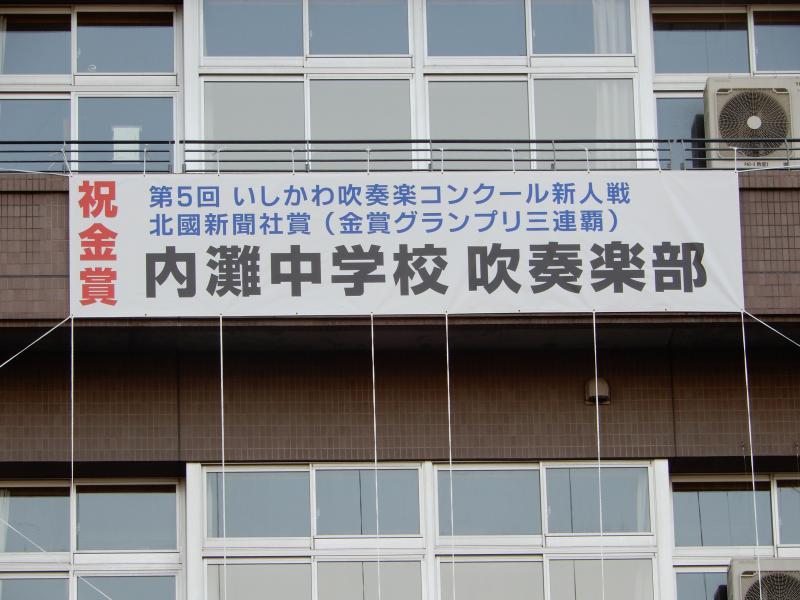 祝金賞
第5回 いしかわ吹奏楽コンクール新人戦
北國新聞社賞（金賞グランプリ三連覇）
内灘中学校 吹奏楽部